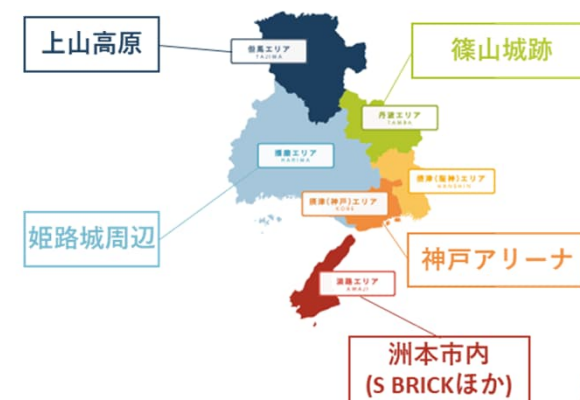 上山高原
篠山城跡
但馬エリア
TAJIMA
丹波エリア
TAMBA
播磨エリア
HARIMA
摂津(阪神)エリア
HANSHIN
摂津(神戸)エリア
KOBE
姫路城周辺
神戸アリーナ
淡路エリア
AWAJI
洲本市内
(S BRICKほか)